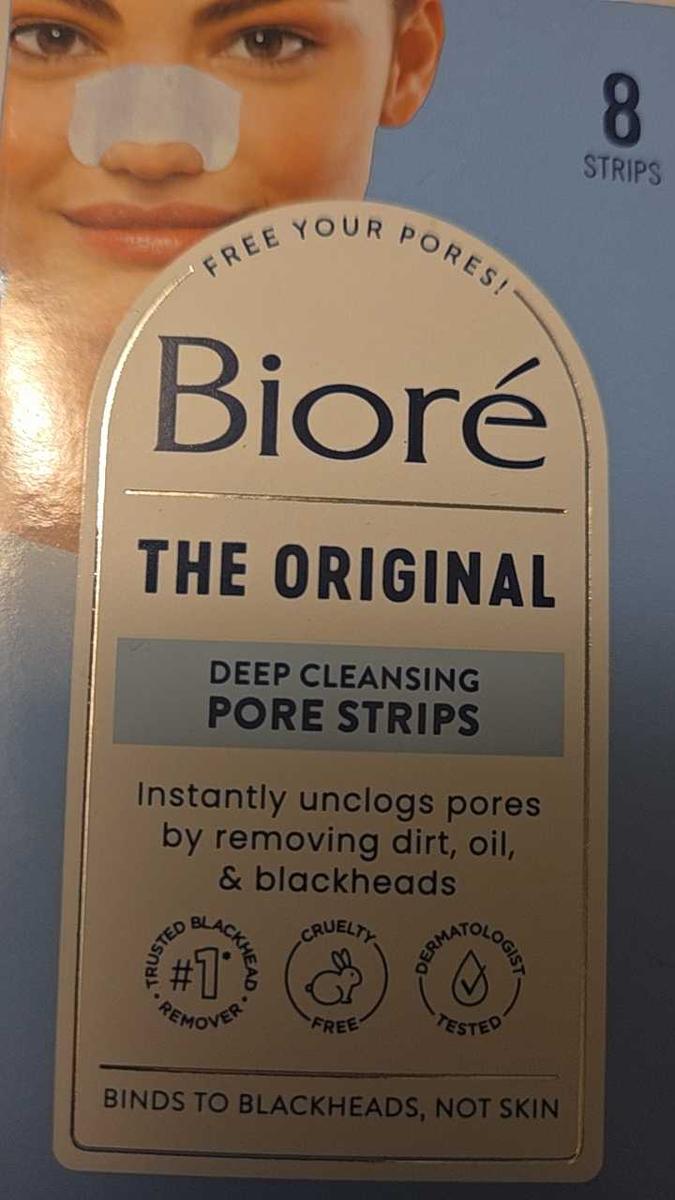 8
STRIPS
FREE YOUR PORES!
Bioré
THE ORIGINAL
DEEP CLEANSING
PORE STRIPS
Instantly unclogs pores
by removing dirt, oil,
& blackheads
TRUSTED BLACKHEAD
#1*
REMOVER
CRUELTY
FREE
DERMATOLOGIST
TESTED
BINDS TO BLACKHEADS, NOT SKIN